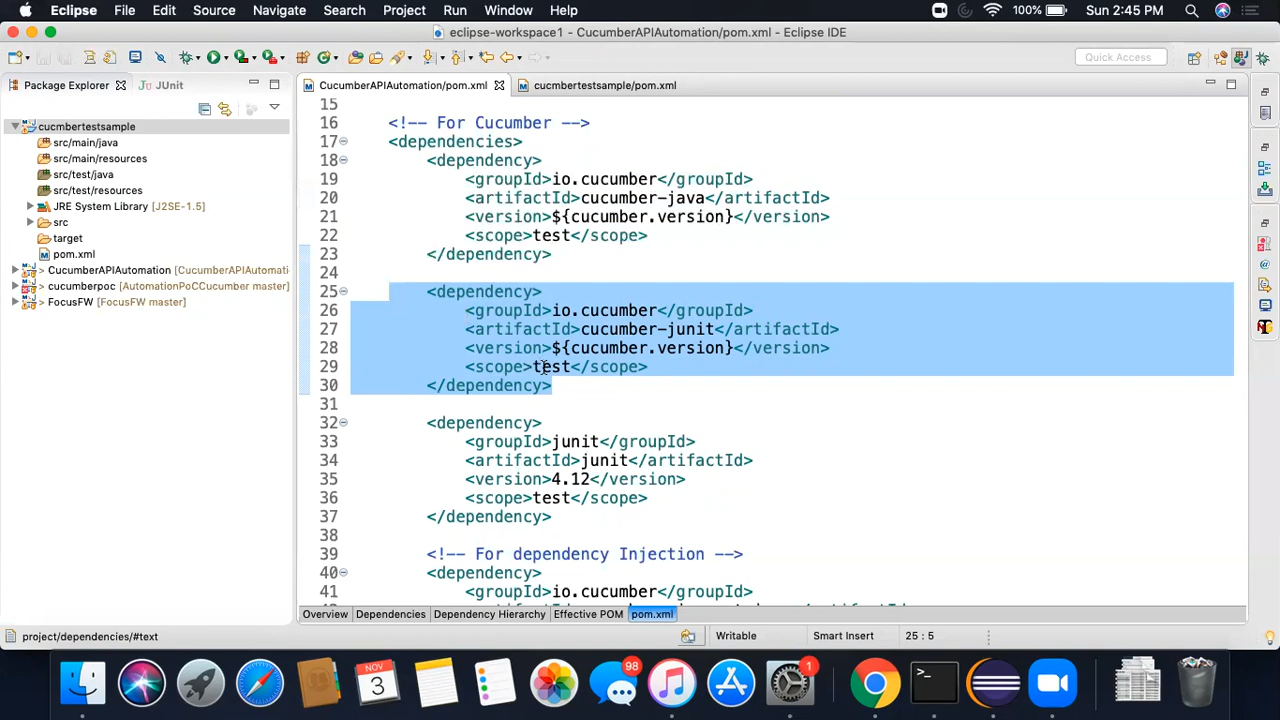 Eclipse File Edit Source Navigate Search Project Run Window Help 100% Sun 2:45 PM
eclipse-workspace1 - CucumberAPIAutomation/pom.xml - Eclipse IDE
Quick Access
Package Explorer JUnit
CucumberAPIAutomation/pom.xml cucmbertestsample/pom.xml
cucmbertestsample
src/main/java
src/main/resources
src/test/java
src/test/resources
JRE System Library [J2SE-1.5]
src
target
pom.xml
> CucumberAPIAutomation [CucumberAPIAutomati
> cucumberpoc [AutomationPoCCucumber master]
> FocusFW [FocusFW master]
15
16 <!-- For Cucumber -->
17 <dependencies>
18 <dependency>
19 <groupId>io.cucumber</groupId>
20 <artifactId>cucumber-java</artifactId>
21 <version>${cucumber.version}</version>
22 <scope>test</scope>
23 </dependency>
24
25 <dependency>
26 <groupId>io.cucumber</groupId>
27 <artifactId>cucumber-junit</artifactId>
28 <version>${cucumber.version}</version>
29 <scope>test</scope>
30 </dependency>
31
32 <dependency>
33 <groupId>junit</groupId>
34 <artifactId>junit</artifactId>
35 <version>4.12</version>
36 <scope>test</scope>
37 </dependency>
38
39 <!-- For dependency Injection -->
40 <dependency>
41 <groupId>io.cucumber</groupId>
Overview Dependencies Dependency Hierarchy Effective POM pom.xml
project/dependencies/#text Writable Smart Insert 25 : 5
NOV
3
98
1